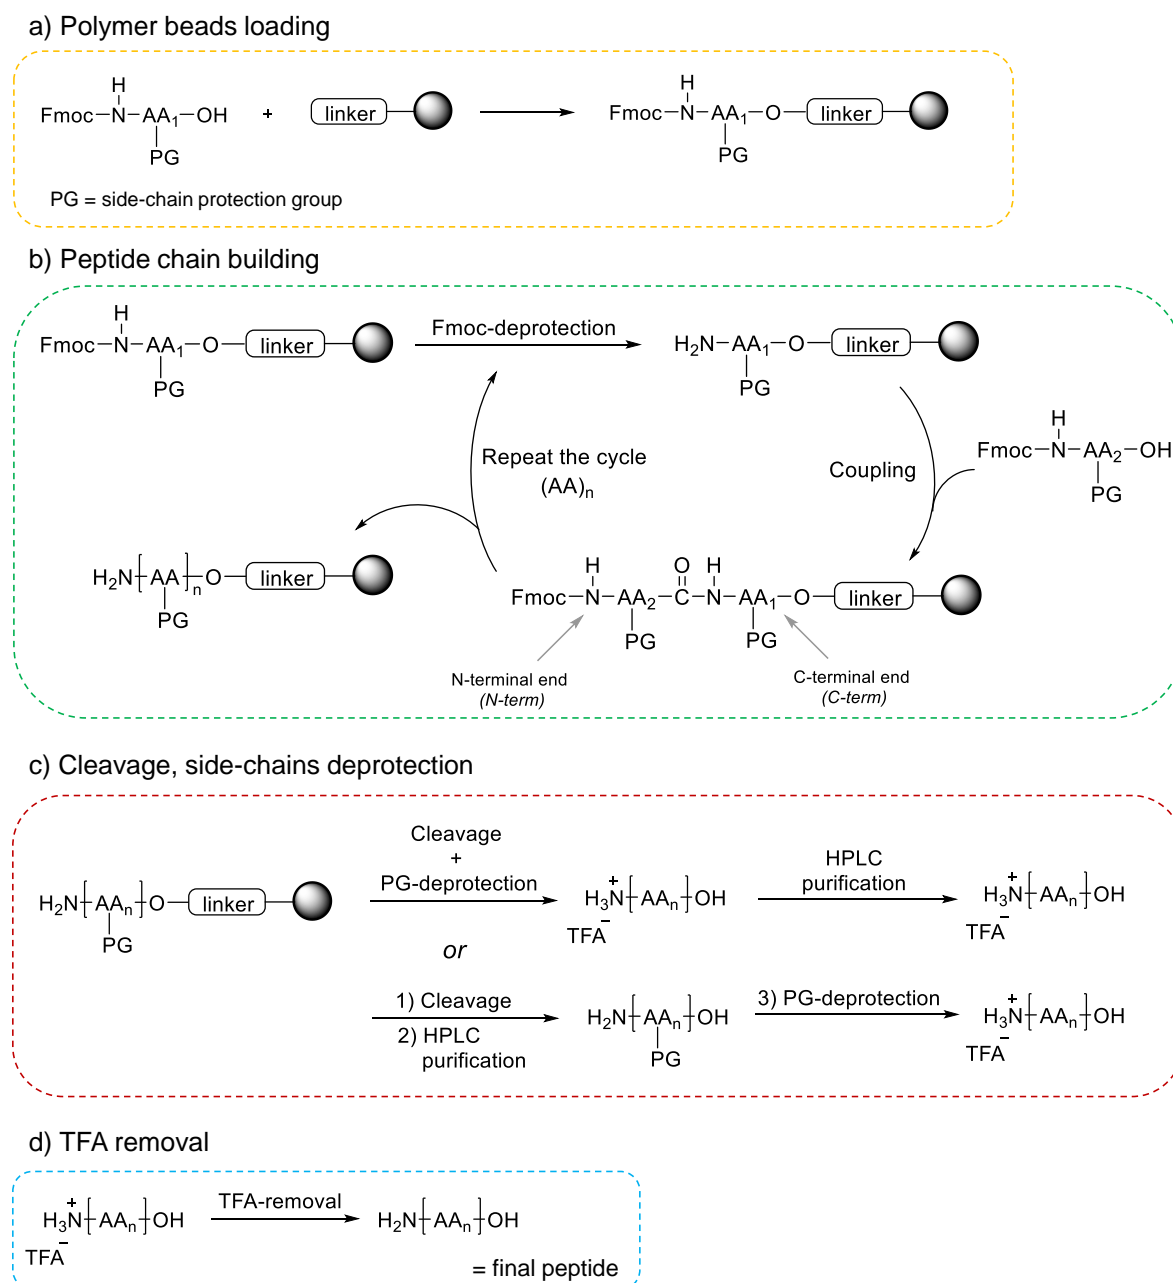 a) Polymer beads loading
H
Fmoc–N–AA₁–OH + linker
PG
H
Fmoc–N–AA₁–O–linker
PG
PG = side-chain protection group
b) Peptide chain building
H
Fmoc–N–AA₁–O–linker
PG
Fmoc-deprotection
H₂N–AA₁–O–linker
PG
Repeat the cycle
(AA)ₙ
Coupling
H
Fmoc–N–AA₂–OH
PG
H₂N–[AA]ₙ–O–linker
PG
H O H
Fmoc–N–AA₂–C–N–AA₁–O–linker
PG PG
N-terminal end
(N-term)
C-terminal end
(C-term)
c) Cleavage, side-chains deprotection
H₂N–[AAₙ]–O–linker
PG
Cleavage
+
PG-deprotection
H₃N⁺–[AAₙ]–OH
TFA⁻
HPLC
purification
H₃N⁺–[AAₙ]–OH
TFA⁻
or
1) Cleavage
2) HPLC
purification
H₂N–[AAₙ]–OH
PG
3) PG-deprotection
H₃N⁺–[AAₙ]–OH
TFA⁻
d) TFA removal
H₃N⁺–[AAₙ]–OH
TFA⁻
TFA-removal
H₂N–[AAₙ]–OH
= final peptide